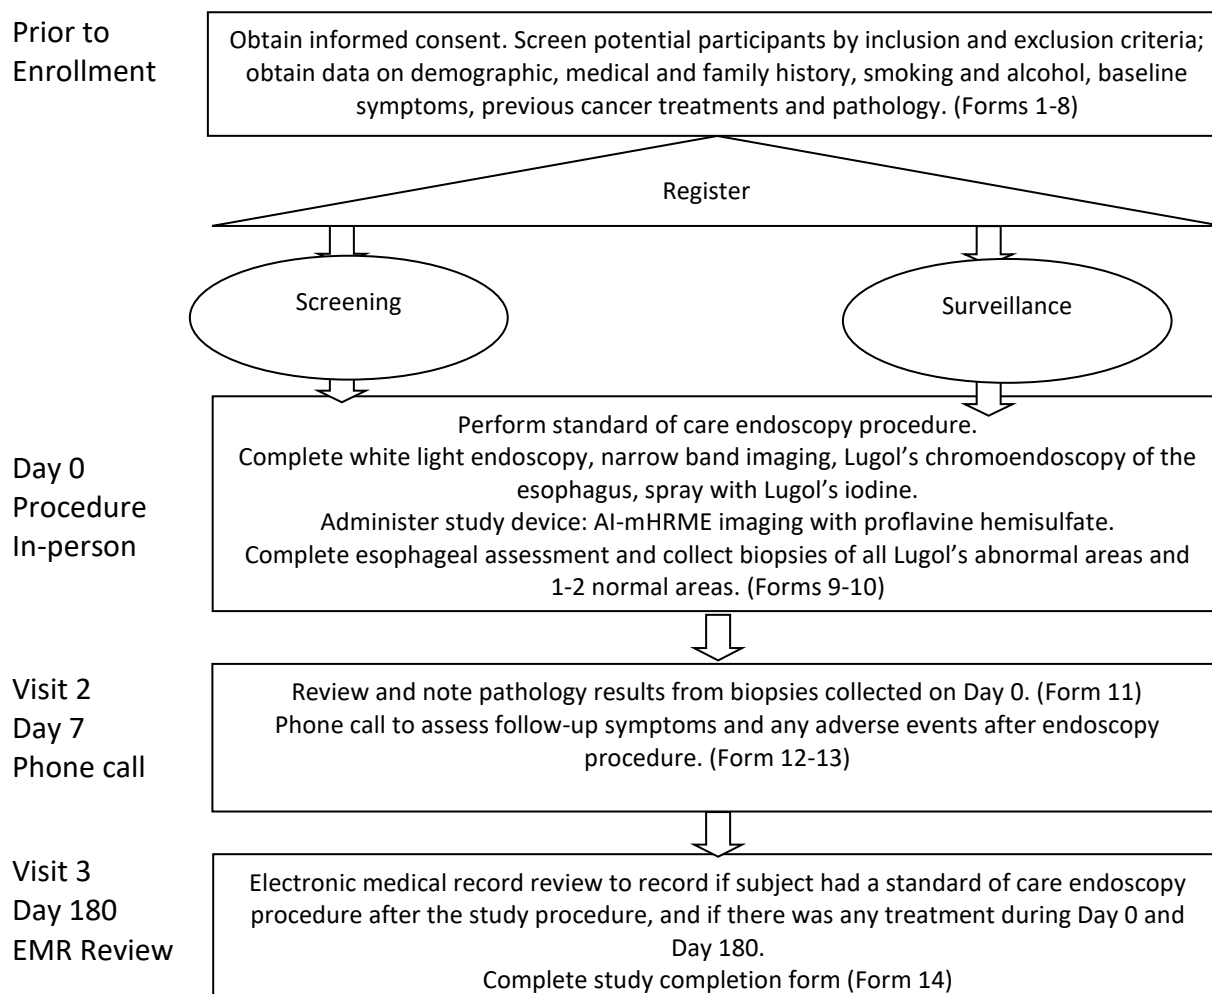 Prior to
Enrollment
Obtain informed consent. Screen potential participants by inclusion and exclusion criteria;
obtain data on demographic, medical and family history, smoking and alcohol, baseline
symptoms, previous cancer treatments and pathology. (Forms 1-8)
Register
Screening
Surveillance
Day 0
Procedure
In-person
Perform standard of care endoscopy procedure.
Complete white light endoscopy, narrow band imaging, Lugol’s chromoendoscopy of the
esophagus, spray with Lugol’s iodine.
Administer study device: AI-mHRME imaging with proflavine hemisulfate.
Complete esophageal assessment and collect biopsies of all Lugol’s abnormal areas and
1-2 normal areas. (Forms 9-10)
Visit 2
Day 7
Phone call
Review and note pathology results from biopsies collected on Day 0. (Form 11)
Phone call to assess follow-up symptoms and any adverse events after endoscopy
procedure. (Form 12-13)
Visit 3
Day 180
EMR Review
Electronic medical record review to record if subject had a standard of care endoscopy
procedure after the study procedure, and if there was any treatment during Day 0 and
Day 180.
Complete study completion form (Form 14)